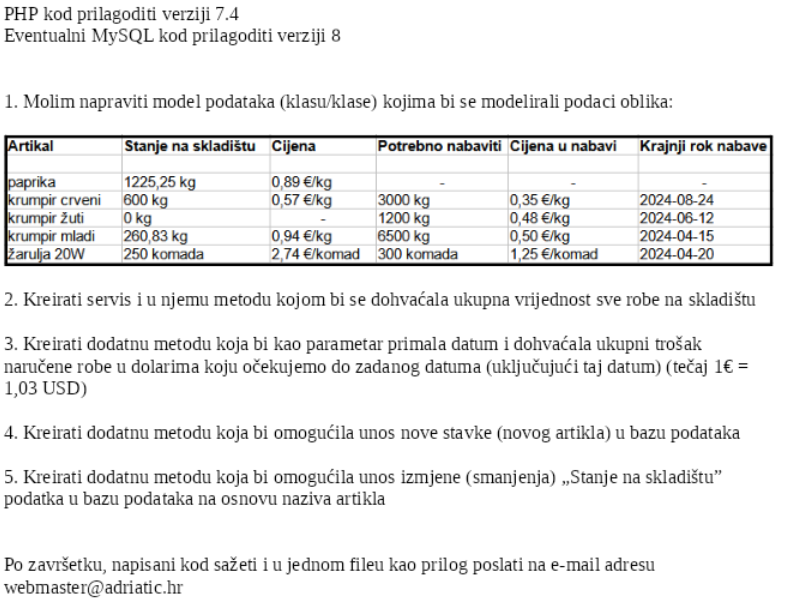 PHP kod prilagoditi verziji 7.4
Eventualni MySQL kod prilagoditi verziji 8
1. Molim napraviti model podataka (klasu/klase) kojima bi se modelirali podaci oblika:
Artikal Stanje na skladištu Cijena Potrebno nabaviti Cijena u nabavi Krajnji rok nabave
paprika 1225,25 kg 0,89 €/kg - - -
krumpir crveni 600 kg 0,57 €/kg 3000 kg 0,35 €/kg 2024-08-24
krumpir žuti 0 kg - 1200 kg 0,48 €/kg 2024-06-12
krumpir mladi 260,83 kg 0,94 €/kg 6500 kg 0,50 €/kg 2024-04-15
žarulja 20W 250 komada 2,74 €/komad 300 komada 1,25 €/komad 2024-04-20
2. Kreirati servis i u njemu metodu kojom bi se dohvaćala ukupna vrijednost sve robe na skladištu
3. Kreirati dodatnu metodu koja bi kao parametar primala datum i dohvaćala ukupni trošak
naručene robe u dolarima koju očekujemo do zadanog datuma (uključujući taj datum) (tečaj 1€ =
1,03 USD)
4. Kreirati dodatnu metodu koja bi omogućila unos nove stavke (novog artikla) u bazu podataka
5. Kreirati dodatnu metodu koja bi omogućila unos izmjene (smanjenja) „Stanje na skladištu”
podatka u bazu podataka na osnovu naziva artikla
Po završetku, napisani kod sažeti i u jednom fileu kao prilog poslati na e-mail adresu
webmaster@adriatic.hr